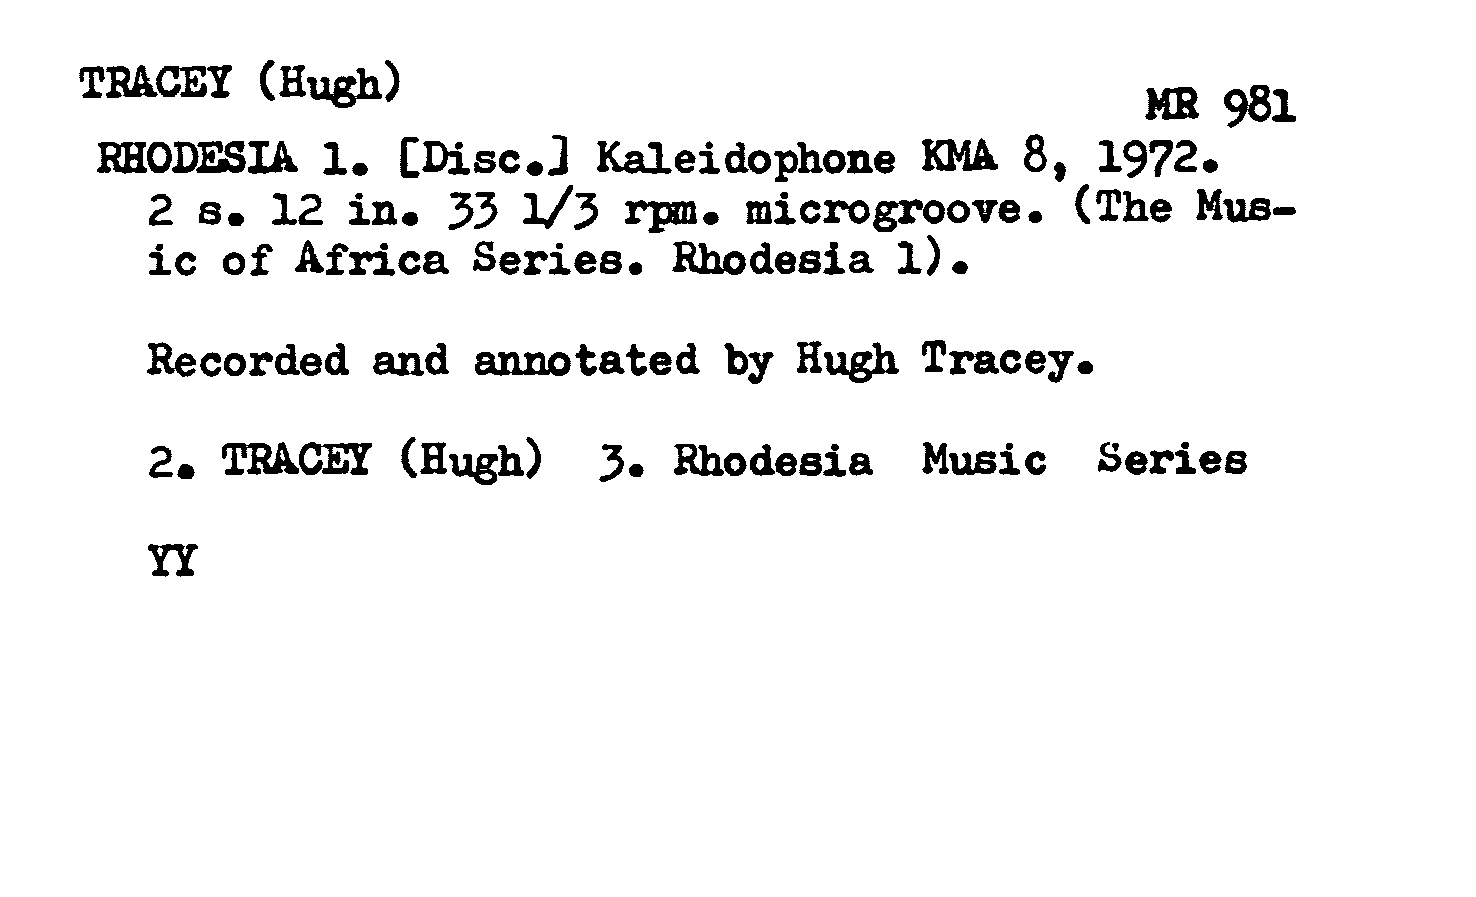 TRACEY (Hugh)
MR 981
RHODESIA 1. [Disc.] Kaleidophone KMA 8, 1972.
2 s. 12 in. 33 1/3 rpm. microgroove. (The Mus-
ic of Africa Series. Rhodesia 1).
Recorded and annotated by Hugh Tracey.
2. TRACEY (Hugh) 3. Rhodesia Music Series
YY